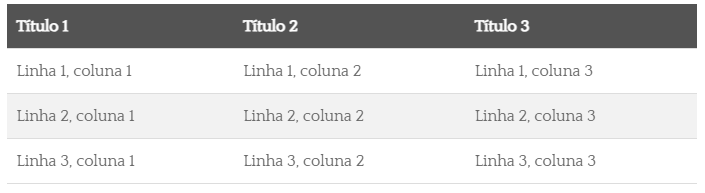 Título 1 Título 2 Título 3
Linha 1, coluna 1 Linha 1, coluna 2 Linha 1, coluna 3
Linha 2, coluna 1 Linha 2, coluna 2 Linha 2, coluna 3
Linha 3, coluna 1 Linha 3, coluna 2 Linha 3, coluna 3